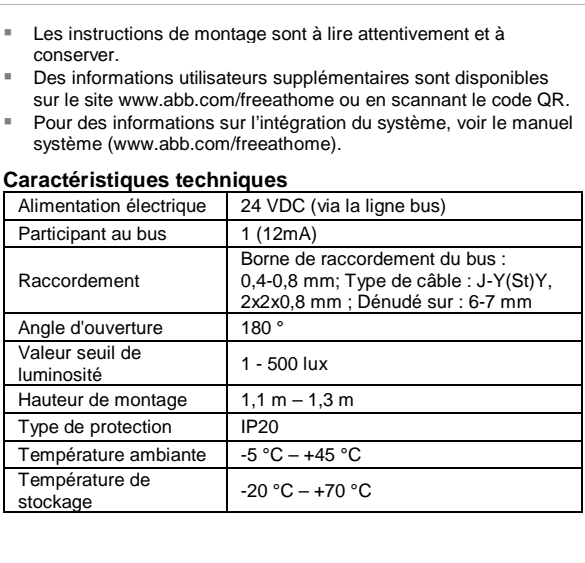 ▪ Les instructions de montage sont à lire attentivement et à
conserver.
▪ Des informations utilisateurs supplémentaires sont disponibles
sur le site www.abb.com/freeathome ou en scannant le code QR.
▪ Pour des informations sur l'intégration du système, voir le manuel
système (www.abb.com/freeathome).
Caractéristiques techniques
Alimentation électrique 24 VDC (via la ligne bus)
Participant au bus 1 (12mA)
Raccordement Borne de raccordement du bus :
0,4-0,8 mm; Type de câble : J-Y(St)Y,
2x2x0,8 mm ; Dénudé sur : 6-7 mm
Angle d'ouverture 180 °
Valeur seuil de
luminosité 1 - 500 lux
Hauteur de montage 1,1 m – 1,3 m
Type de protection IP20
Température ambiante -5 °C – +45 °C
Température de
stockage -20 °C – +70 °C